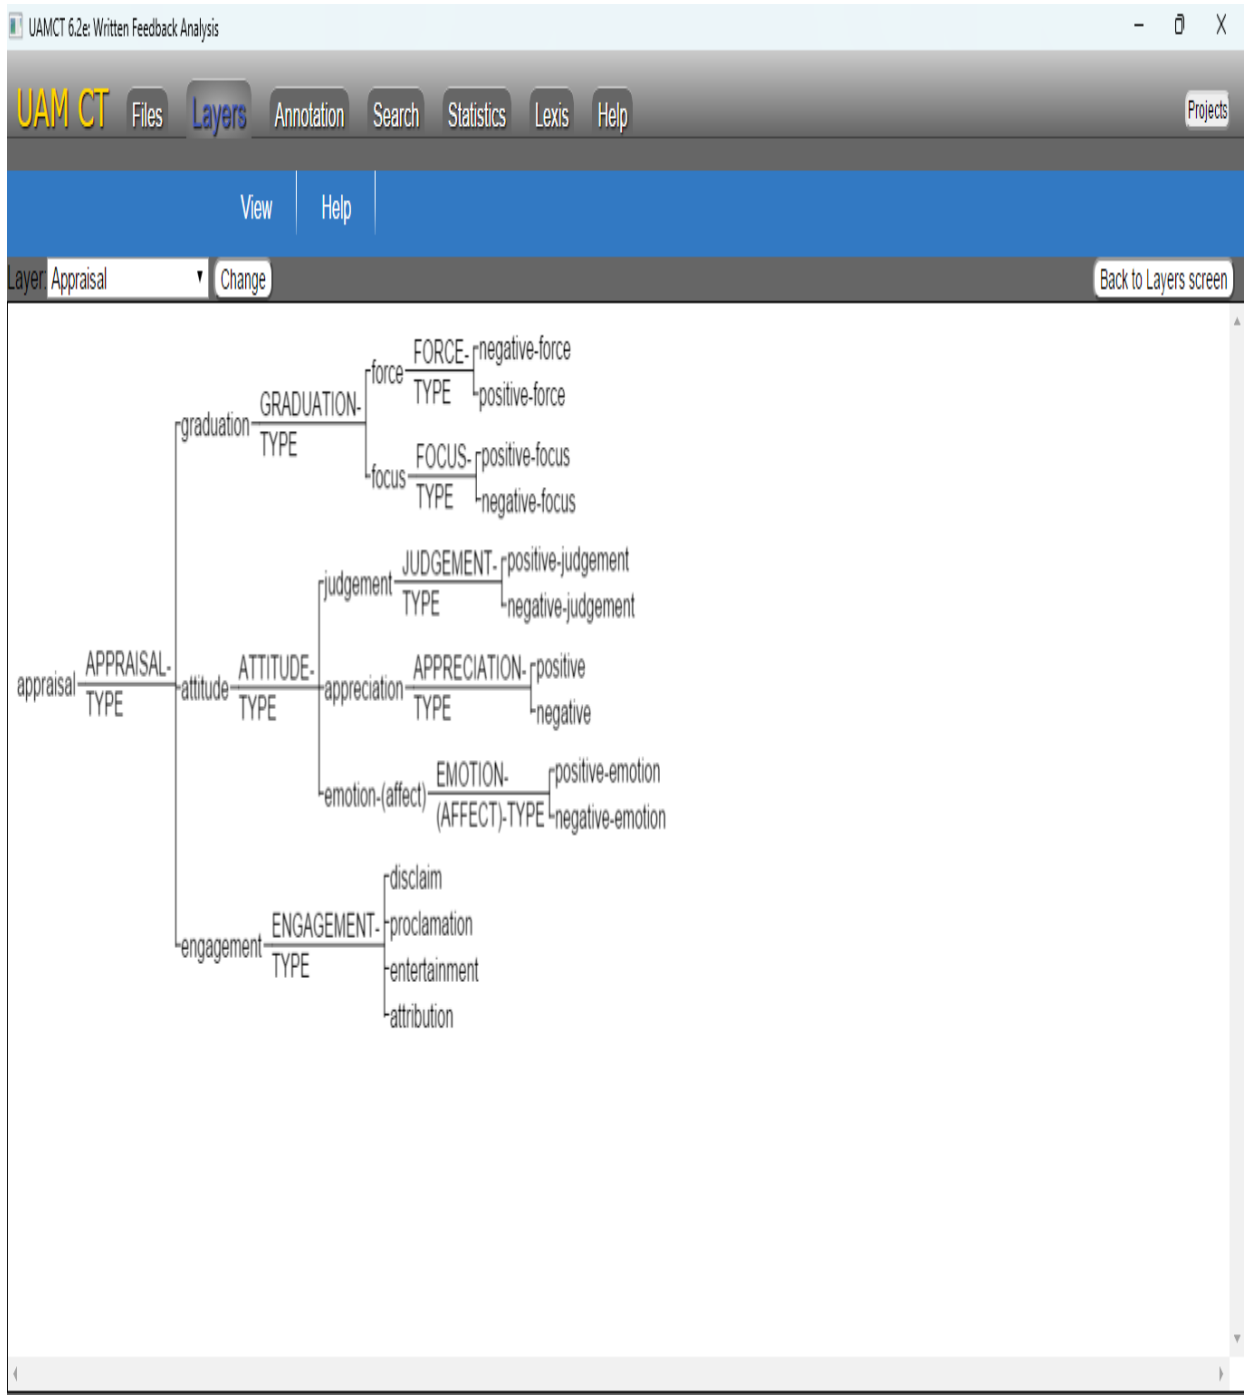 UAMCT 6.2e: Written Feedback Analysis
UAM CT Files Layers Annotation Search Statistics Lexis Help Projects
View Help
Layer: Appraisal Change Back to Layers screen
appraisal APPRAISAL-
TYPE
graduation GRADUATION-
TYPE
force FORCE-
TYPE
negative-force
positive-force
focus FOCUS-
TYPE
positive-focus
negative-focus
attitude ATTITUDE-
TYPE
judgement JUDGEMENT-
TYPE
positive-judgement
negative-judgement
appreciation APPRECIATION-
TYPE
positive
negative
emotion-(affect) EMOTION-
(AFFECT)-TYPE
positive-emotion
negative-emotion
engagement ENGAGEMENT-
TYPE
disclaim
proclamation
entertainment
attribution